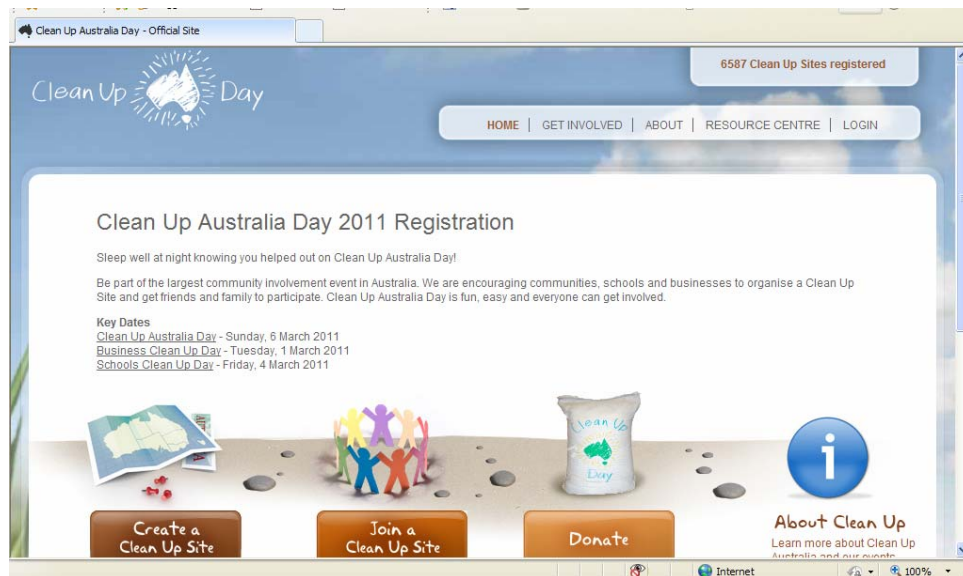 Clean Up Australia Day - Official Site
6587 Clean Up Sites registered
Clean Up Day
HOME | GET INVOLVED | ABOUT | RESOURCE CENTRE | LOGIN
Clean Up Australia Day 2011 Registration
Sleep well at night knowing you helped out on Clean Up Australia Day!
Be part of the largest community involvement event in Australia. We are encouraging communities, schools and businesses to organise a Clean Up
Site and get friends and family to participate. Clean Up Australia Day is fun, easy and everyone can get involved.
Key Dates
Clean Up Australia Day - Sunday, 6 March 2011
Business Clean Up Day - Tuesday, 1 March 2011
Schools Clean Up Day - Friday, 4 March 2011
Clean Up
Day
i
Create a
Clean Up Site
Join a
Clean Up Site
Donate
About Clean Up
Learn more about Clean Up
Australia and our events
Internet
100%